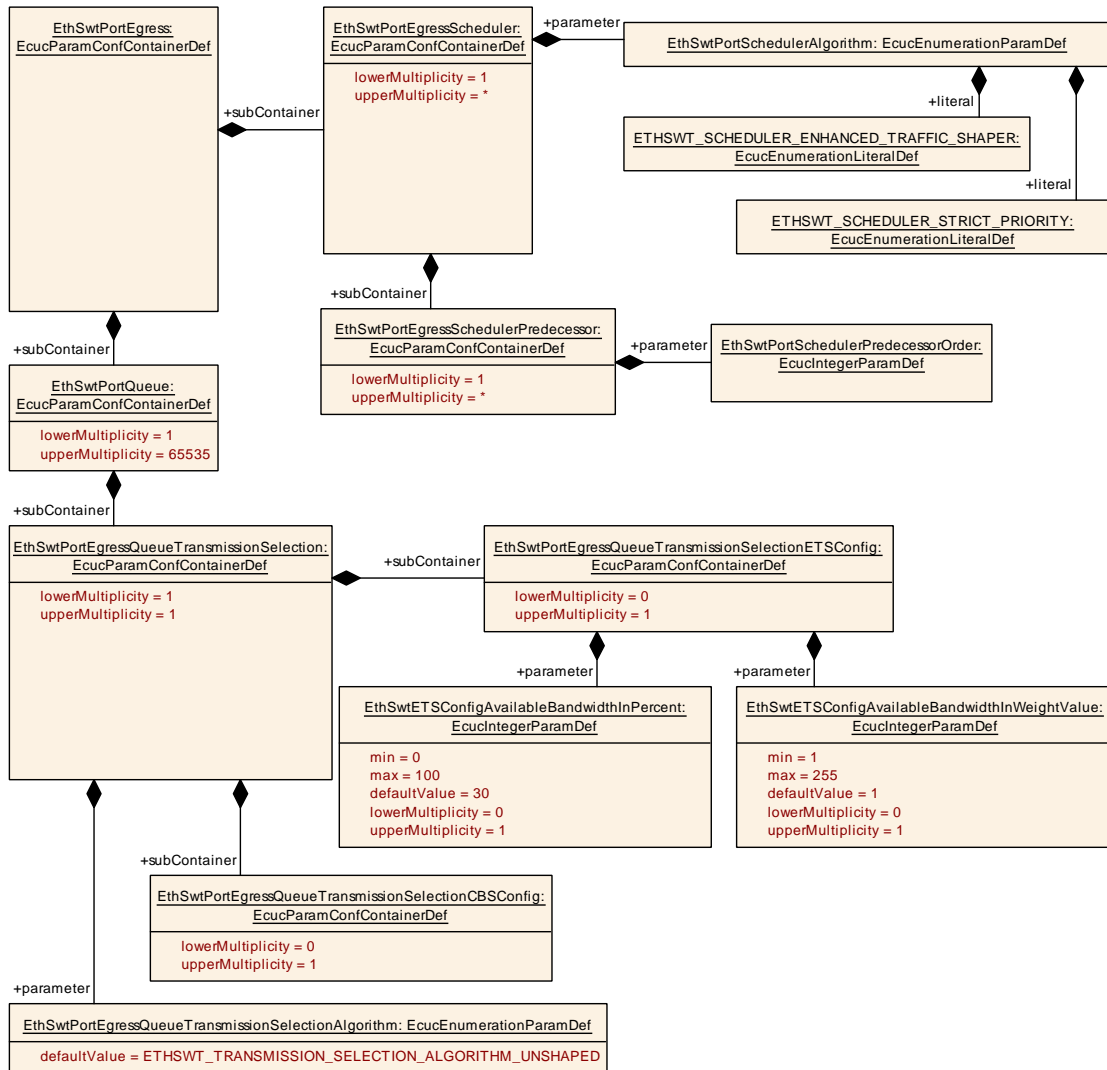 EthSwtPortEgress:
EcucParamConfContainerDef
+subContainer
EthSwtPortEgressScheduler:
EcucParamConfContainerDef
lowerMultiplicity = 1
upperMultiplicity = *
+parameter
EthSwtPortSchedulerAlgorithm: EcucEnumerationParamDef
+literal
ETHSWT_SCHEDULER_ENHANCED_TRAFFIC_SHAPER:
EcucEnumerationLiteralDef
+literal
ETHSWT_SCHEDULER_STRICT_PRIORITY:
EcucEnumerationLiteralDef
+subContainer
EthSwtPortEgressSchedulerPredecessor:
EcucParamConfContainerDef
lowerMultiplicity = 1
upperMultiplicity = *
+parameter
EthSwtPortSchedulerPredecessorOrder:
EcucIntegerParamDef
+subContainer
EthSwtPortQueue:
EcucParamConfContainerDef
lowerMultiplicity = 1
upperMultiplicity = 65535
+subContainer
EthSwtPortEgressQueueTransmissionSelection:
EcucParamConfContainerDef
lowerMultiplicity = 1
upperMultiplicity = 1
+subContainer
EthSwtPortEgressQueueTransmissionSelectionETSConfig:
EcucParamConfContainerDef
lowerMultiplicity = 0
upperMultiplicity = 1
+parameter
EthSwtETSConfigAvailableBandwidthInPercent:
EcucIntegerParamDef
min = 0
max = 100
defaultValue = 30
lowerMultiplicity = 0
upperMultiplicity = 1
+parameter
EthSwtETSConfigAvailableBandwidthInWeightValue:
EcucIntegerParamDef
min = 1
max = 255
defaultValue = 1
lowerMultiplicity = 0
upperMultiplicity = 1
+subContainer
EthSwtPortEgressQueueTransmissionSelectionCBSConfig:
EcucParamConfContainerDef
lowerMultiplicity = 0
upperMultiplicity = 1
+parameter
EthSwtPortEgressQueueTransmissionSelectionAlgorithm: EcucEnumerationParamDef
defaultValue = ETHSWT_TRANSMISSION_SELECTION_ALGORITHM_UNSHAPED